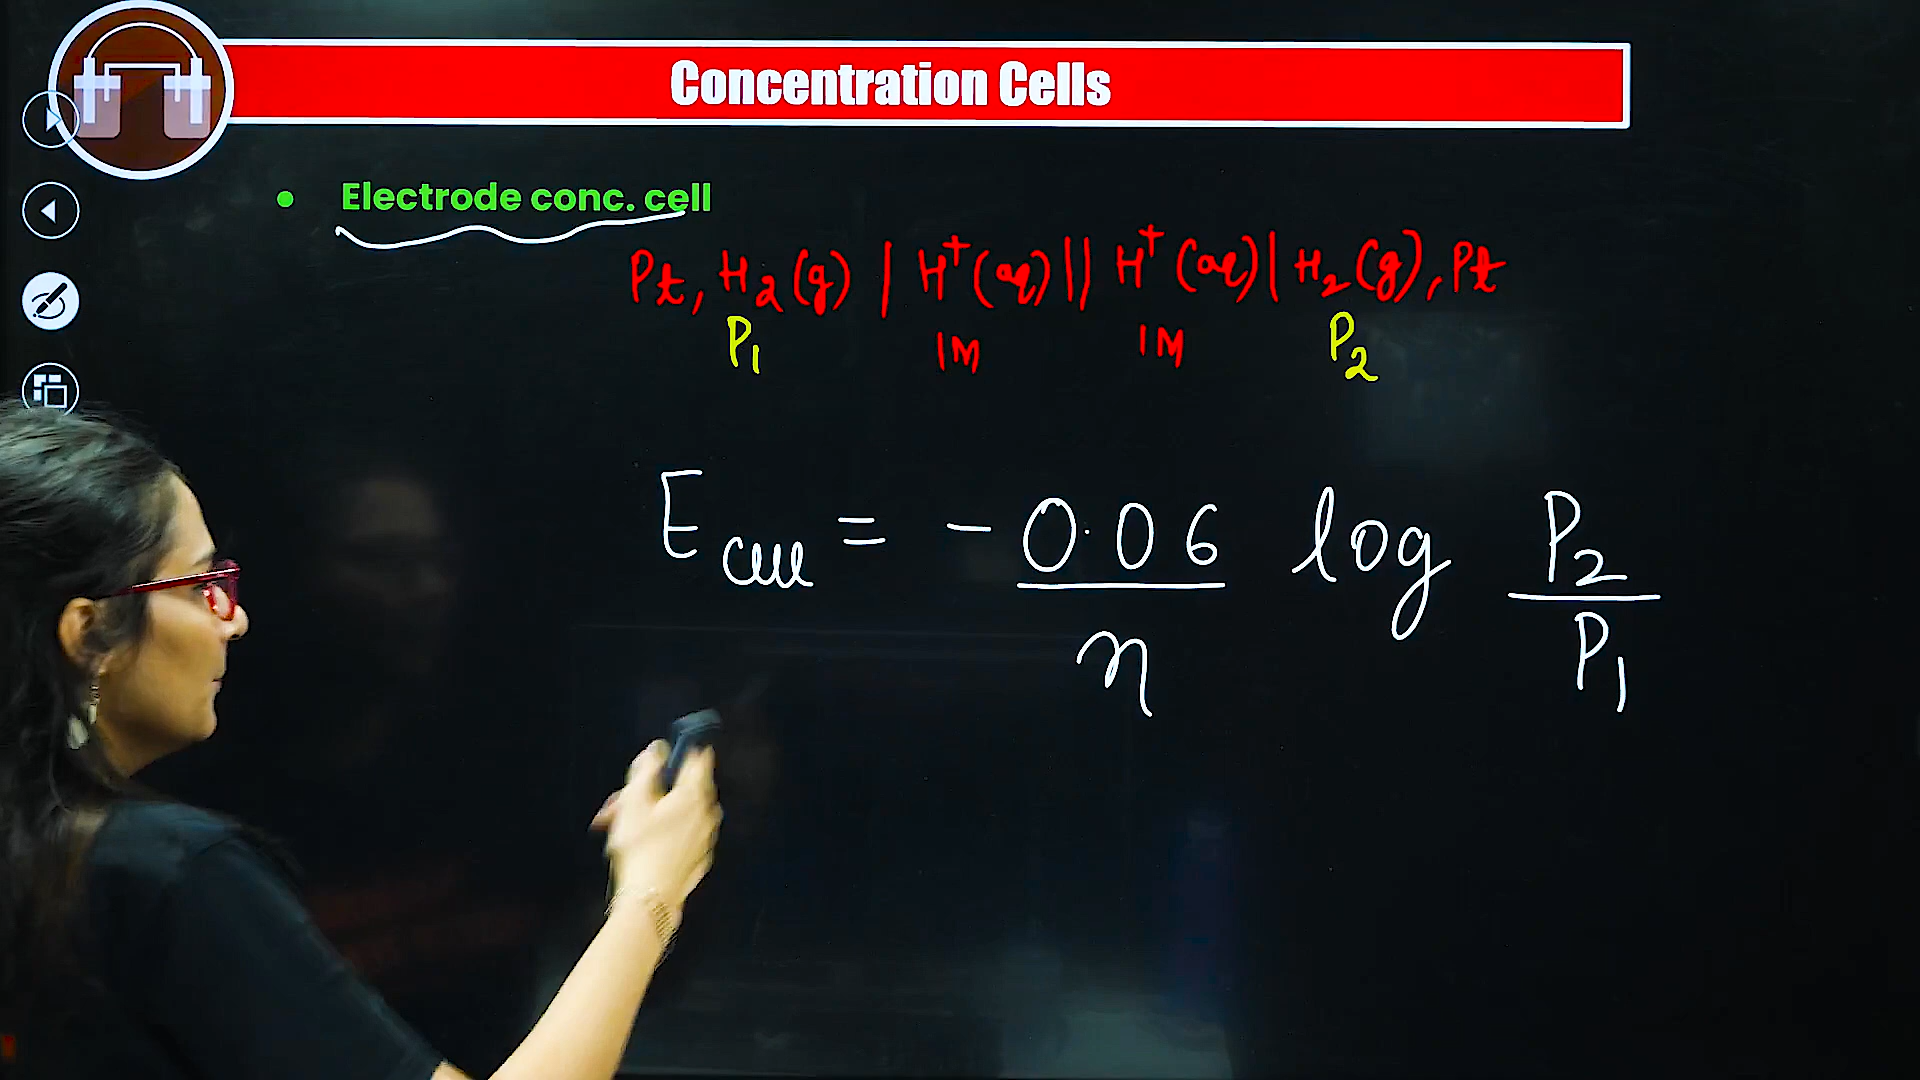 Concentration Cells
• Electrode conc. cell
Pt, H₂(g) | H⁺(aq) || H⁺(aq) | H₂(g), Pt
P₁ 1M 1M P₂
E_cell = - 0.06/n log P₂/P₁